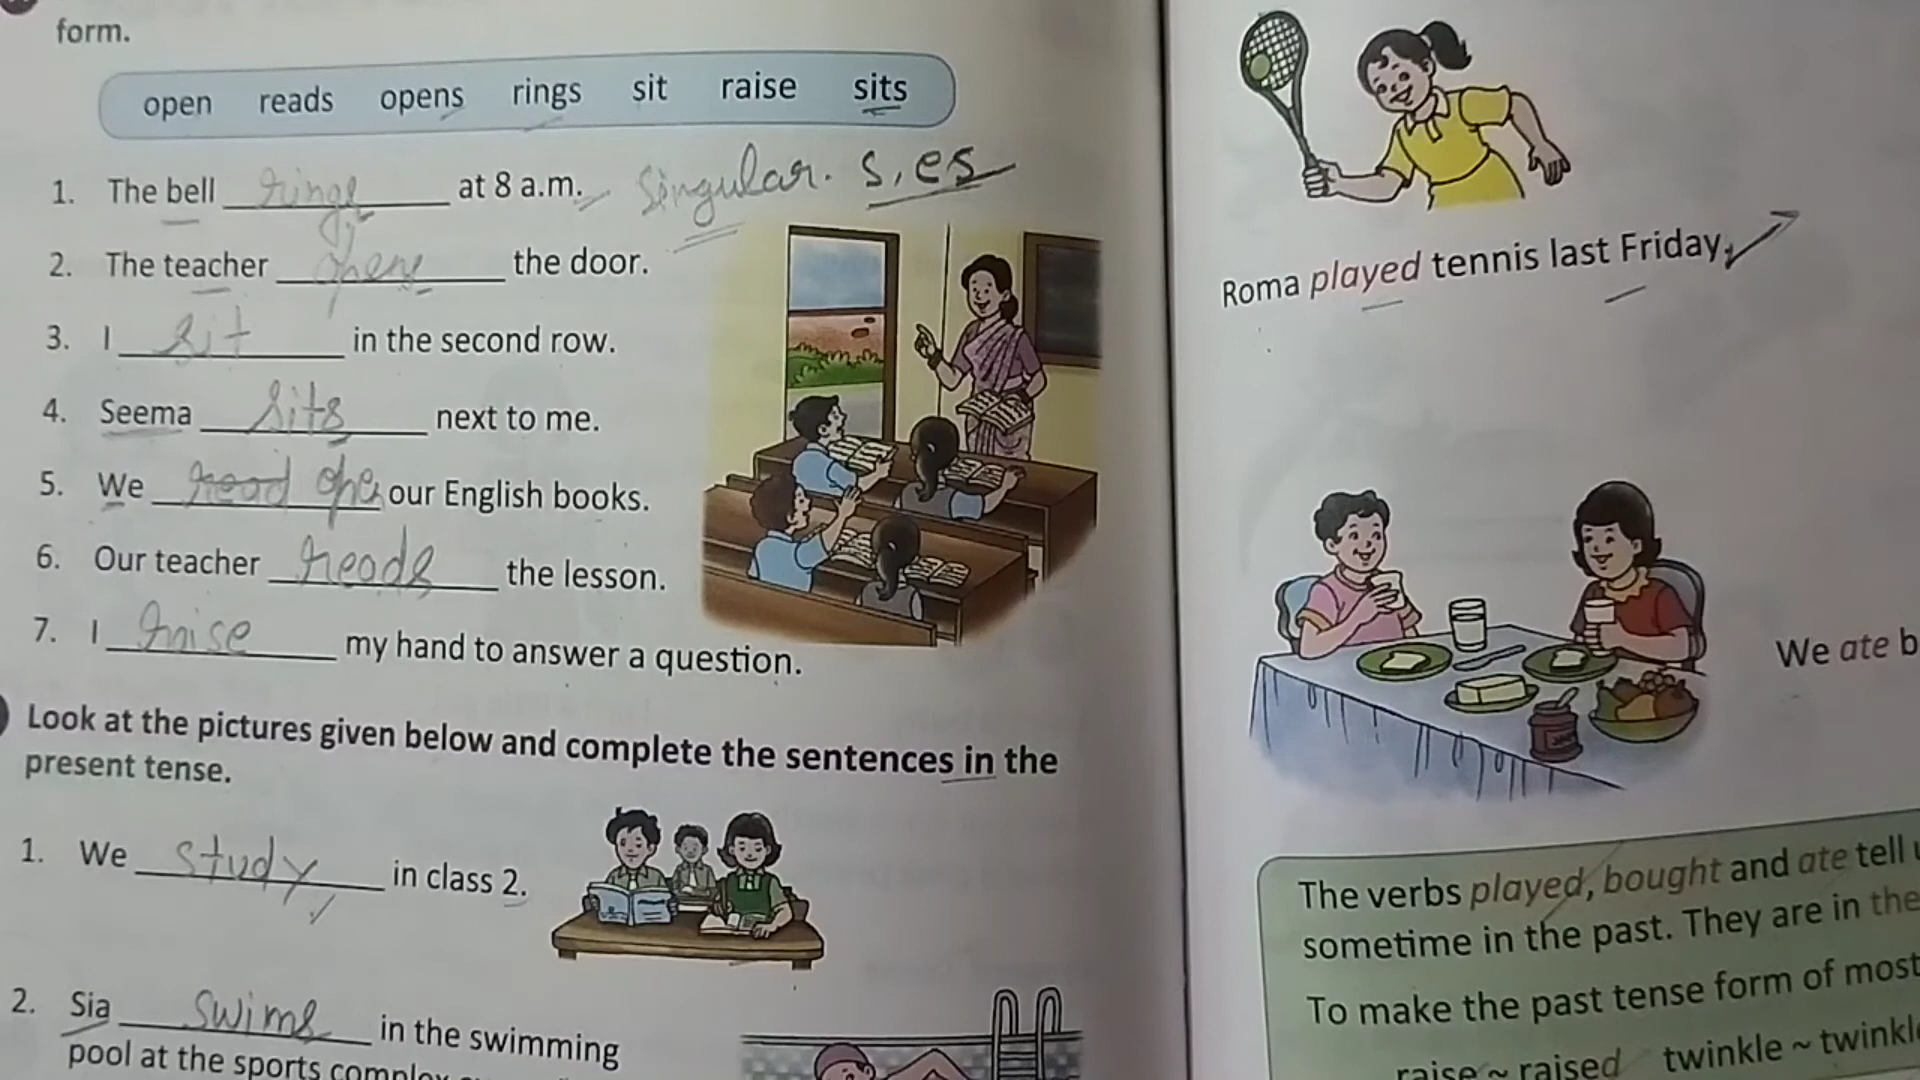 form.
open reads opens rings sit raise sits
1. The bell rings at 8 a.m. Singular. s, es
2. The teacher opens the door.
3. I sit in the second row.
4. Seema sits next to me.
5. We read open our English books.
6. Our teacher reads the lesson.
7. I raise my hand to answer a question.
Look at the pictures given below and complete the sentences in the
present tense.
1. We study in class 2.
2. Sia swims in the swimming
pool at the sports complex
Roma played tennis last Friday.
We ate b
The verbs played, bought and ate tell u
sometime in the past. They are in the
To make the past tense form of most
raise ~ raised twinkle ~ twinkle